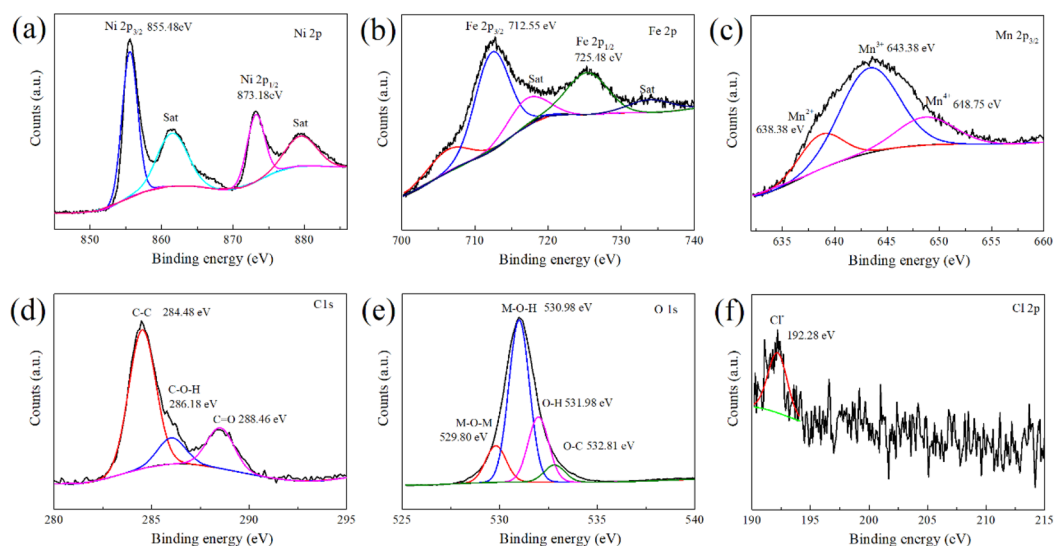 (a)
Ni 2p3/2 855.48eV
Ni 2p
Ni 2p1/2
873.18eV
Sat
Sat
Counts (a.u.)
850
860
870
880
Binding energy (eV)
(b)
Fe 2p3/2 712.55 eV
Fe 2p
Fe 2p1/2
725.48 eV
Sat
Sat
Counts (a.u.)
700
710
720
730
740
Binding energy (eV)
(c)
Mn 2p3/2
Mn3+ 643.38 eV
Mn2+
638.38 eV
Mn4+
648.75 eV
Counts (a.u.)
635
640
645
650
655
660
Binding energy (eV)
(d)
C1s
C-C 284.48 eV
C-O-H
286.18 eV
C=O 288.46 eV
Counts (a.u.)
280
285
290
295
Binding energy (eV)
(e)
M-O-H 530.98 eV
O 1s
O-H 531.98 eV
M-O-M
529.80 eV
O-C 532.81 eV
Counts (a.u.)
525
530
535
540
Binding energy (eV)
(f)
Cl 2p
Cl-
192.28 eV
Counts (a.u.)
190
195
200
205
210
215
Binding energy (eV)